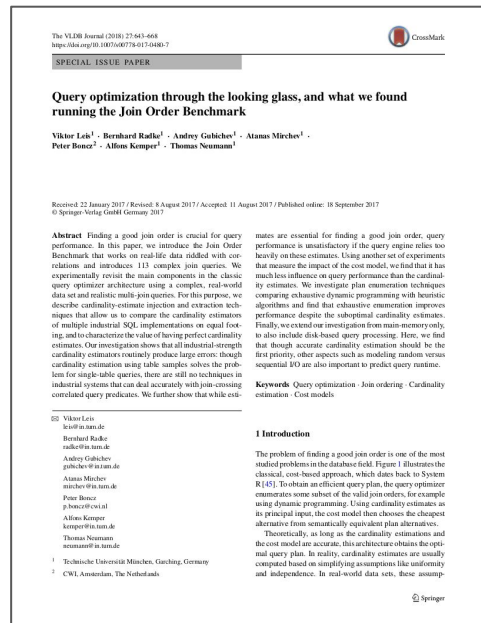 The VLDB Journal (2018) 27:643–668
https://doi.org/10.1007/s00778-017-0480-7
CrossMark
SPECIAL ISSUE PAPER
Query optimization through the looking glass, and what we found
running the Join Order Benchmark
Viktor Leis¹ · Bernhard Radke¹ · Andrey Gubichev¹ · Atanas Mirchev¹ ·
Peter Boncz² · Alfons Kemper¹ · Thomas Neumann¹
Received: 22 January 2017 / Revised: 8 August 2017 / Accepted: 11 August 2017 / Published online: 18 September 2017
© Springer-Verlag GmbH Germany 2017
Abstract Finding a good join order is crucial for query
performance. In this paper, we introduce the Join Order
Benchmark that works on real-life data riddled with cor-
relations and introduces 113 complex join queries. We
experimentally revisit the main components in the classic
query optimizer architecture using a complex, real-world
data set and realistic multi-join queries. For this purpose, we
describe cardinality-estimate injection and extraction tech-
niques that allow us to compare the cardinality estimators
of multiple industrial SQL implementations on equal foot-
ing, and to characterize the value of having perfect cardinality
estimates. Our investigation shows that all industrial-strength
cardinality estimators routinely produce large errors: though
cardinality estimation using table samples solves the prob-
lem for single-table queries, there are still no techniques in
industrial systems that can deal accurately with join-crossing
correlated query predicates. We further show that while esti-
mates are essential for finding a good join order, query
performance is unsatisfactory if the query engine relies too
heavily on these estimates. Using another set of experiments
that measure the impact of the cost model, we find that it has
much less influence on query performance than the cardinal-
ity estimates. We investigate plan enumeration techniques
comparing exhaustive dynamic programming with heuristic
algorithms and find that exhaustive enumeration improves
performance despite the suboptimal cardinality estimates.
Finally, we extend our investigation from main-memory only,
to also include disk-based query processing. Here, we find
that though accurate cardinality estimation should be the
first priority, other aspects such as modeling random versus
sequential I/O are also important to predict query runtime.
Keywords Query optimization · Join ordering · Cardinality
estimation · Cost models
✉ Viktor Leis
leis@in.tum.de
Bernhard Radke
radke@in.tum.de
Andrey Gubichev
gubichev@in.tum.de
Atanas Mirchev
mirchev@in.tum.de
Peter Boncz
p.boncz@cwi.nl
Alfons Kemper
kemper@in.tum.de
Thomas Neumann
neumann@in.tum.de
1 Technische Universität München, Garching, Germany
2 CWI, Amsterdam, The Netherlands
1 Introduction
The problem of finding a good join order is one of the most
studied problems in the database field. Figure 1 illustrates the
classical, cost-based approach, which dates back to System
R [45]. To obtain an efficient query plan, the query optimizer
enumerates some subset of the valid join orders, for example
using dynamic programming. Using cardinality estimates as
its principal input, the cost model then chooses the cheapest
alternative from semantically equivalent plan alternatives.
Theoretically, as long as the cardinality estimations and
the cost model are accurate, this architecture obtains the opti-
mal query plan. In reality, cardinality estimates are usually
computed based on simplifying assumptions like uniformity
and independence. In real-world data sets, these assump-
Springer